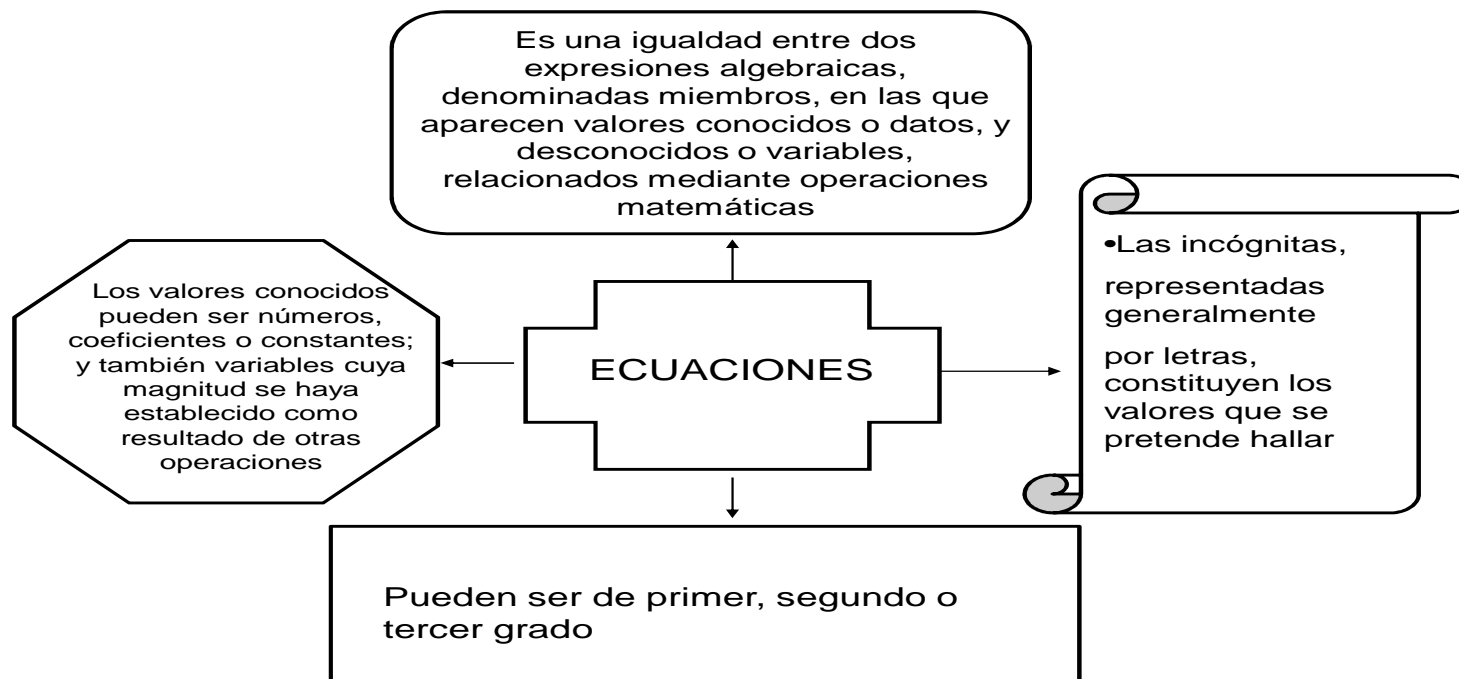 Es una igualdad entre dos
expresiones algebraicas,
denominadas miembros, en las que
aparecen valores conocidos o datos, y
desconocidos o variables,
relacionados mediante operaciones
matemáticas
Los valores conocidos
pueden ser números,
coeficientes o constantes;
y también variables cuya
magnitud se haya
establecido como
resultado de otras
operaciones
ECUACIONES
•Las incógnitas,
representadas
generalmente
por letras,
constituyen los
valores que se
pretende hallar
Pueden ser de primer, segundo o
tercer grado